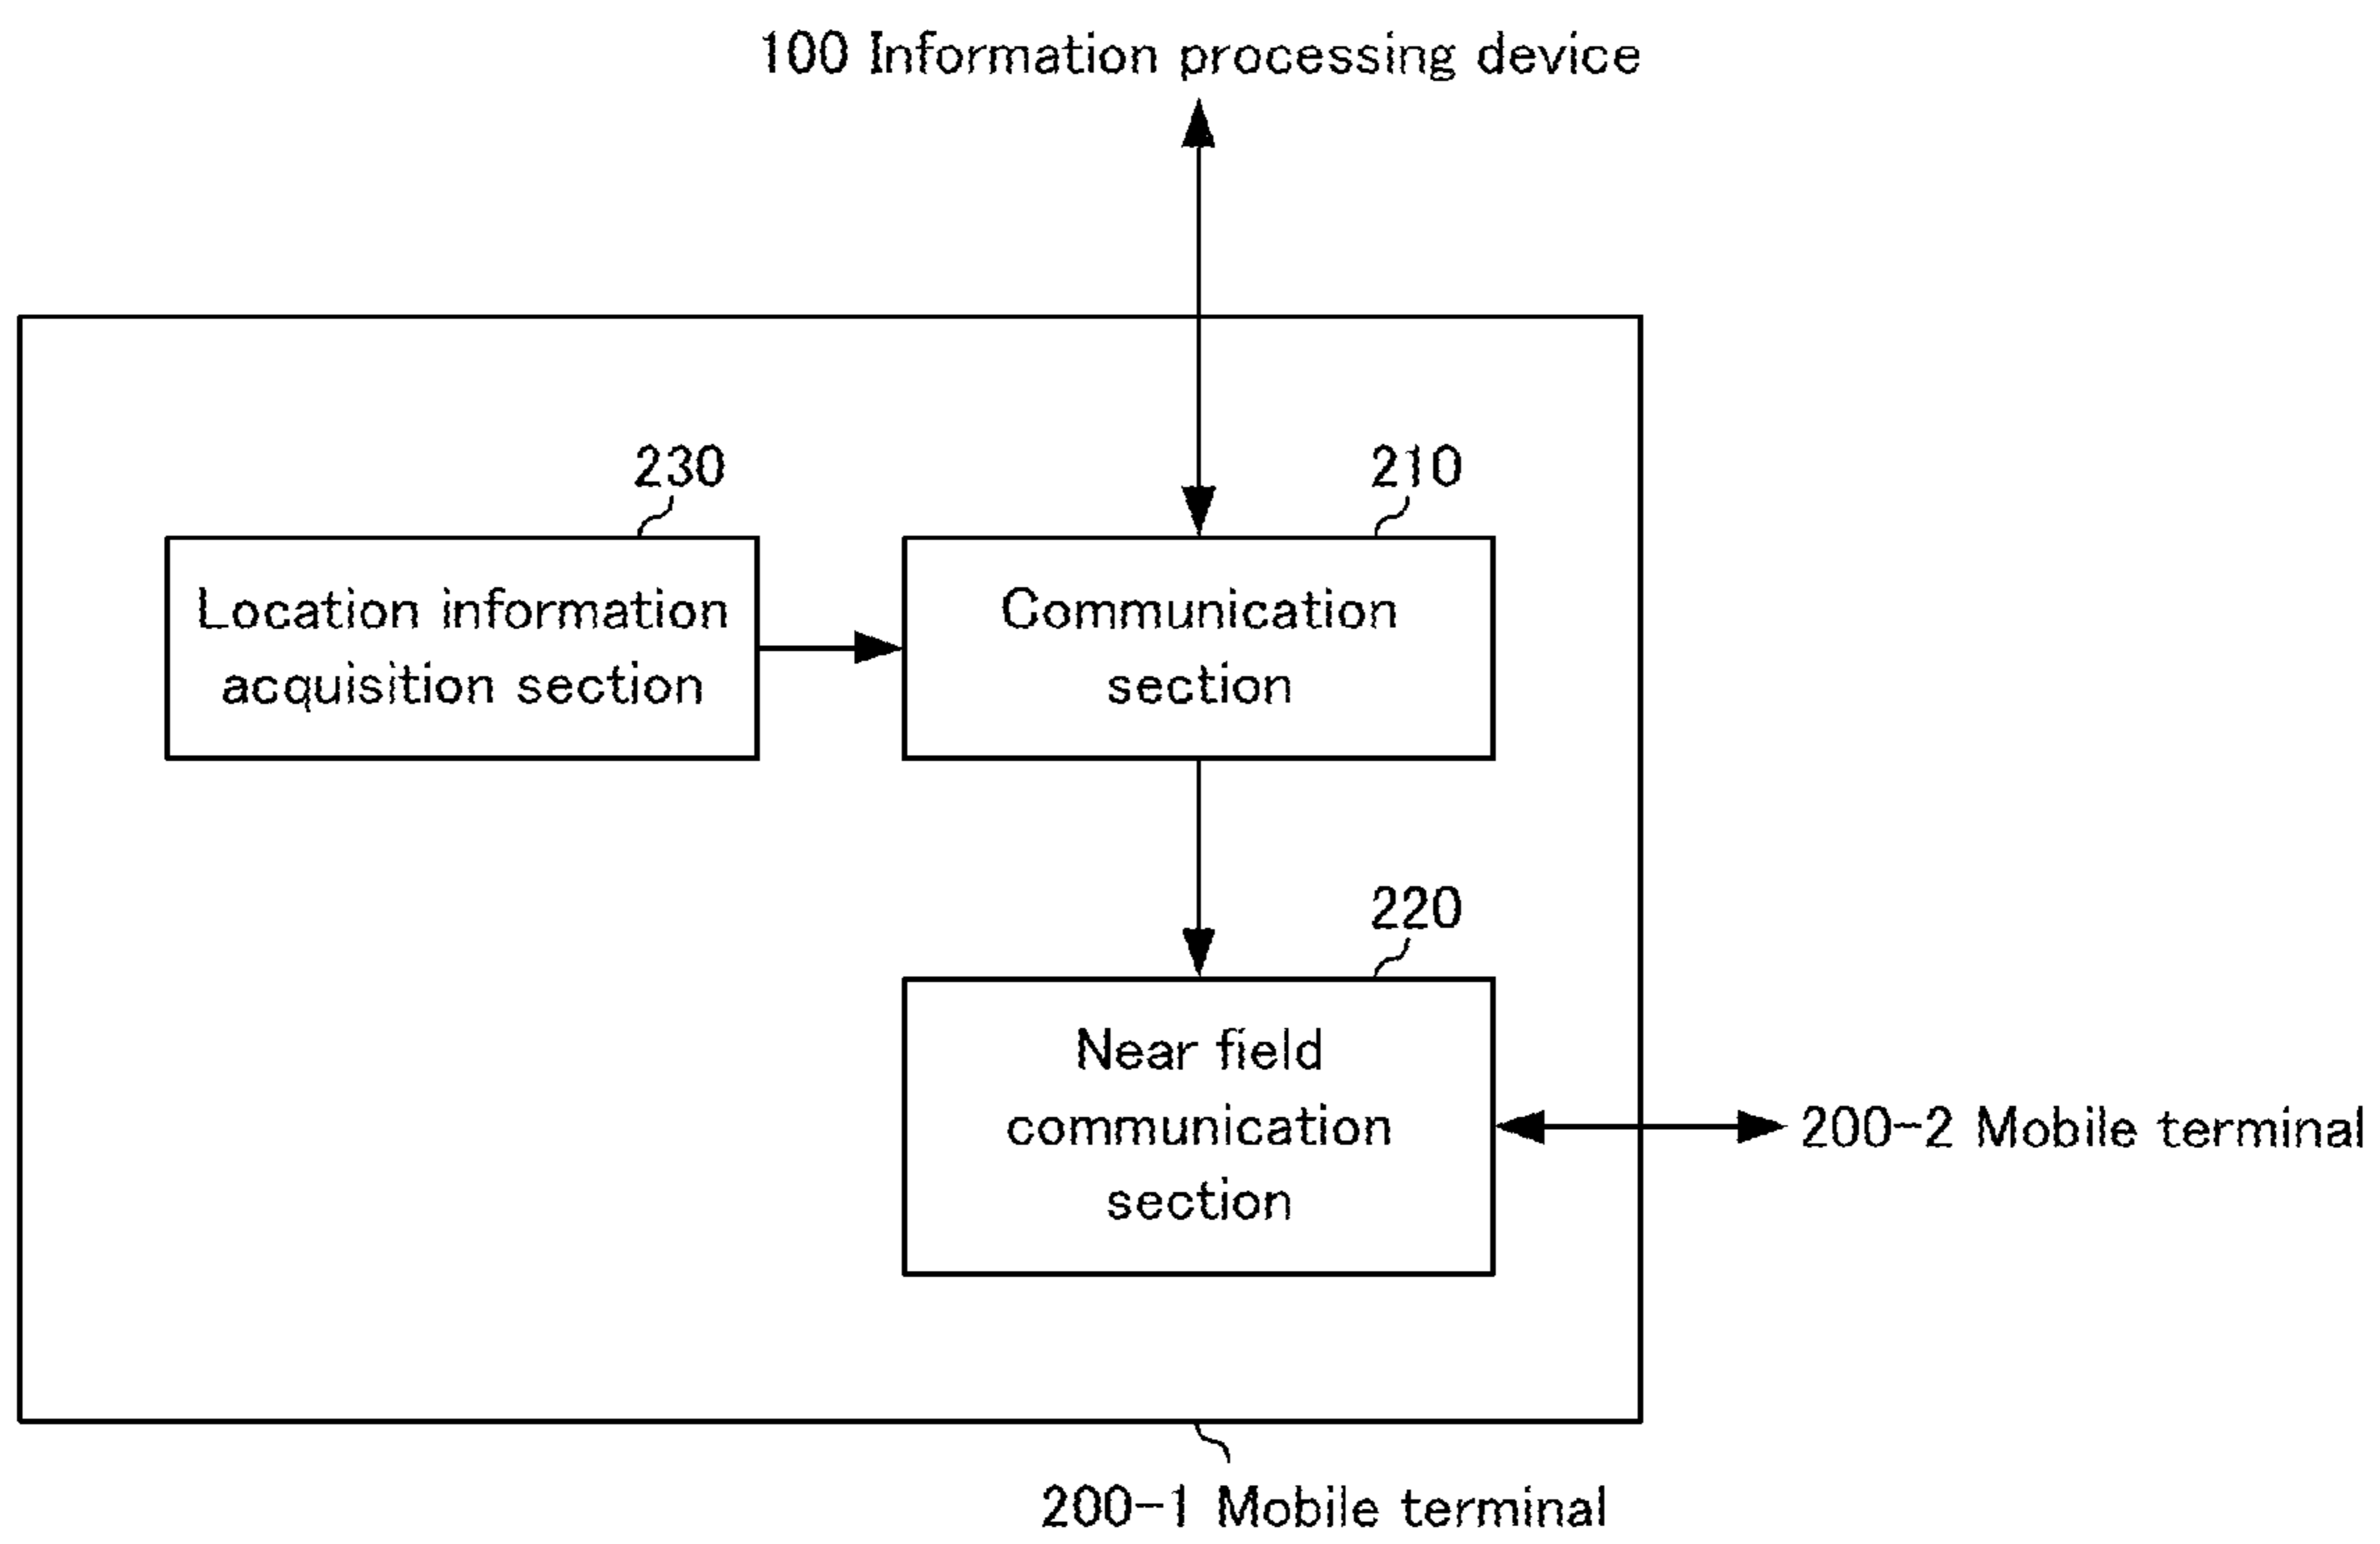 100 Information processing device
230
210
Location information
acquisition section
Communication
section
220
Near field
communication
section
200-2 Mobile terminal
200-1 Mobile terminal